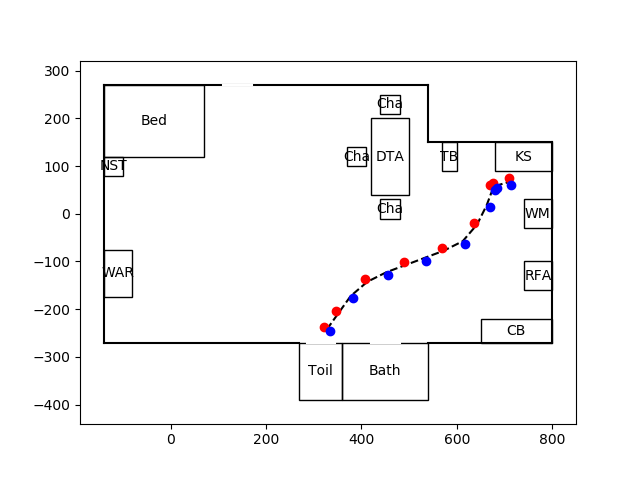 300
200
100
0
−100
−200
−300
−400
0
200
400
600
800
Bed
NST
WAR
Cha
Cha
DTA
Cha
TB
KS
WM
RFA
CB
Toil
Bath